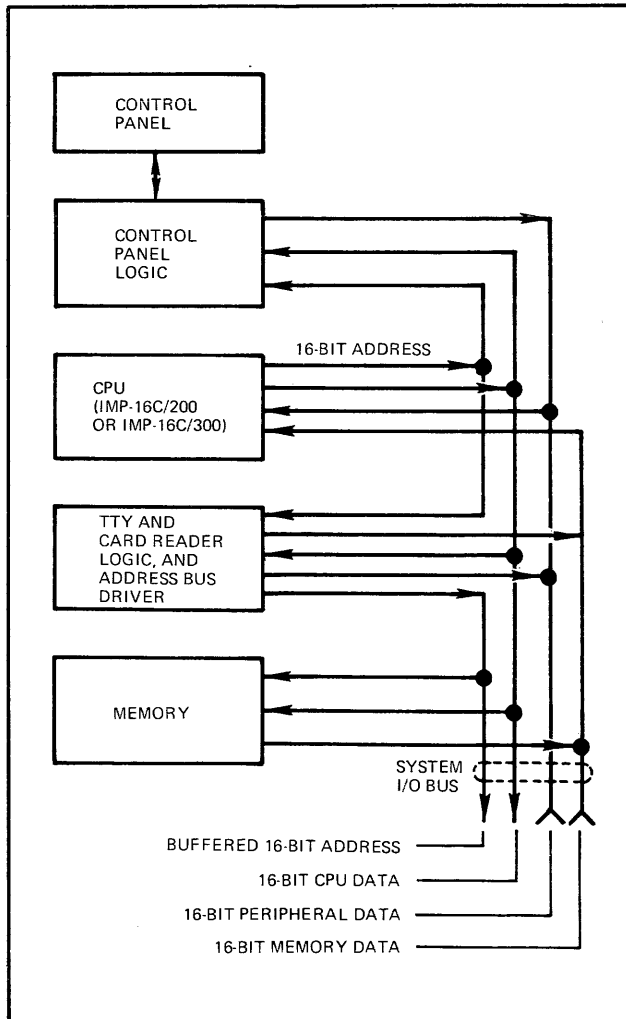 CONTROL
PANEL
CONTROL
PANEL
LOGIC
16-BIT ADDRESS
CPU
(IMP-16C/200
OR IMP-16C/300)
TTY AND
CARD READER
LOGIC, AND
ADDRESS BUS
DRIVER
MEMORY
SYSTEM
I/O BUS
BUFFERED 16-BIT ADDRESS
16-BIT CPU DATA
16-BIT PERIPHERAL DATA
16-BIT MEMORY DATA